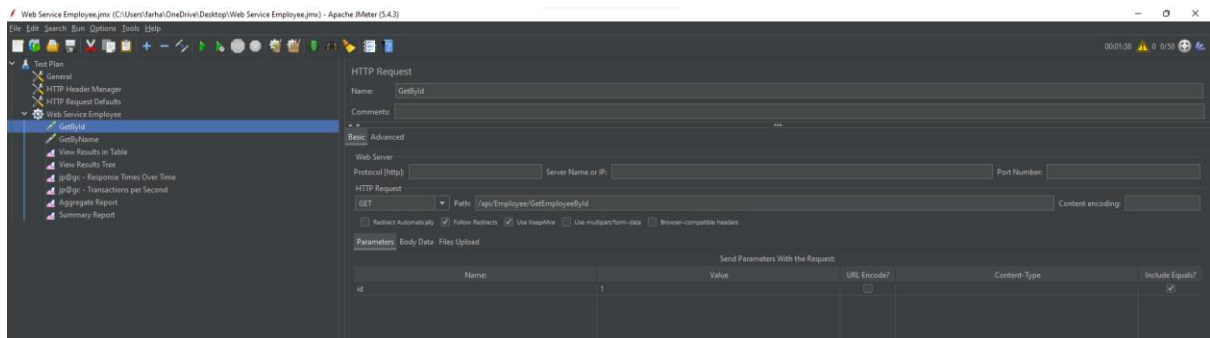 Web Service Employee.jmx (C:\Users\farha\OneDrive\Desktop\Web Service Employee.jmx) - Apache JMeter (5.4.3)
File Edit Search Run Options Tools Help
00:01:38 0 0/50
Test Plan
General
HTTP Header Manager
HTTP Request Defaults
Web Service Employee
GetById
GetByName
View Results in Table
View Results Tree
jp@gc - Response Times Over Time
jp@gc - Transactions per Second
Aggregate Report
Summary Report
HTTP Request
Name: GetById
Comments:
Basic Advanced
Web Server
Protocol [http]: Server Name or IP: Port Number:
HTTP Request
GET Path: /api/Employee/GetEmployeeById Content encoding:
Redirect Automatically Follow Redirects Use KeepAlive Use multipart/form-data Browser-compatible headers
Parameters Body Data Files Upload
Send Parameters With the Request:
Name: Value URL Encode? Content-Type Include Equals?
id 1